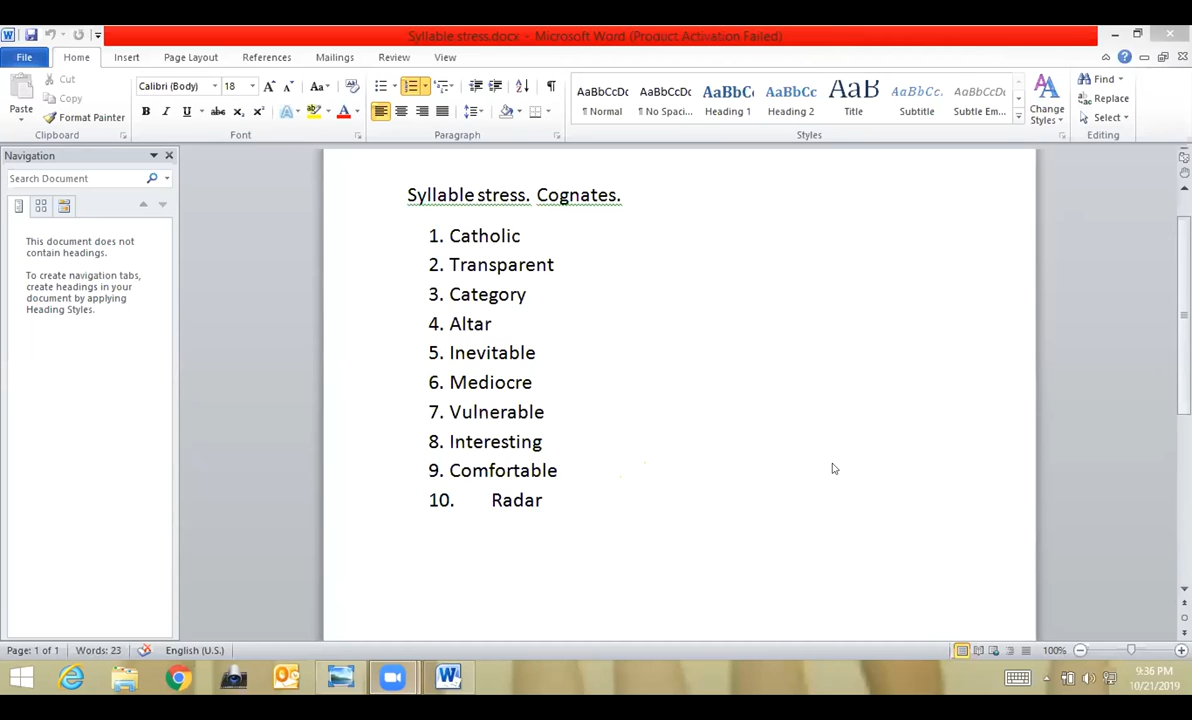 Syllable stress.docx - Microsoft Word (Product Activation Failed)
File Home Insert Page Layout References Mailings Review View
Paste
Cut
Copy
Format Painter
Clipboard
Calibri (Body) 18
Font
Paragraph
AaBbCcDc AaBbCcDc AaBbC AaBbCc AaB AaBbCc. AaBbCcDc
¶ Normal ¶ No Spaci... Heading 1 Heading 2 Title Subtitle Subtle Em...
Styles
Change Styles
Find
Replace
Select
Editing
Navigation
Search Document
This document does not
contain headings.
To create navigation tabs,
create headings in your
document by applying
Heading Styles.
Syllable stress. Cognates.
1. Catholic
2. Transparent
3. Category
4. Altar
5. Inevitable
6. Mediocre
7. Vulnerable
8. Interesting
9. Comfortable
10. Radar
Page: 1 of 1 Words: 23 English (U.S.) 100%
9:36 PM
10/21/2019